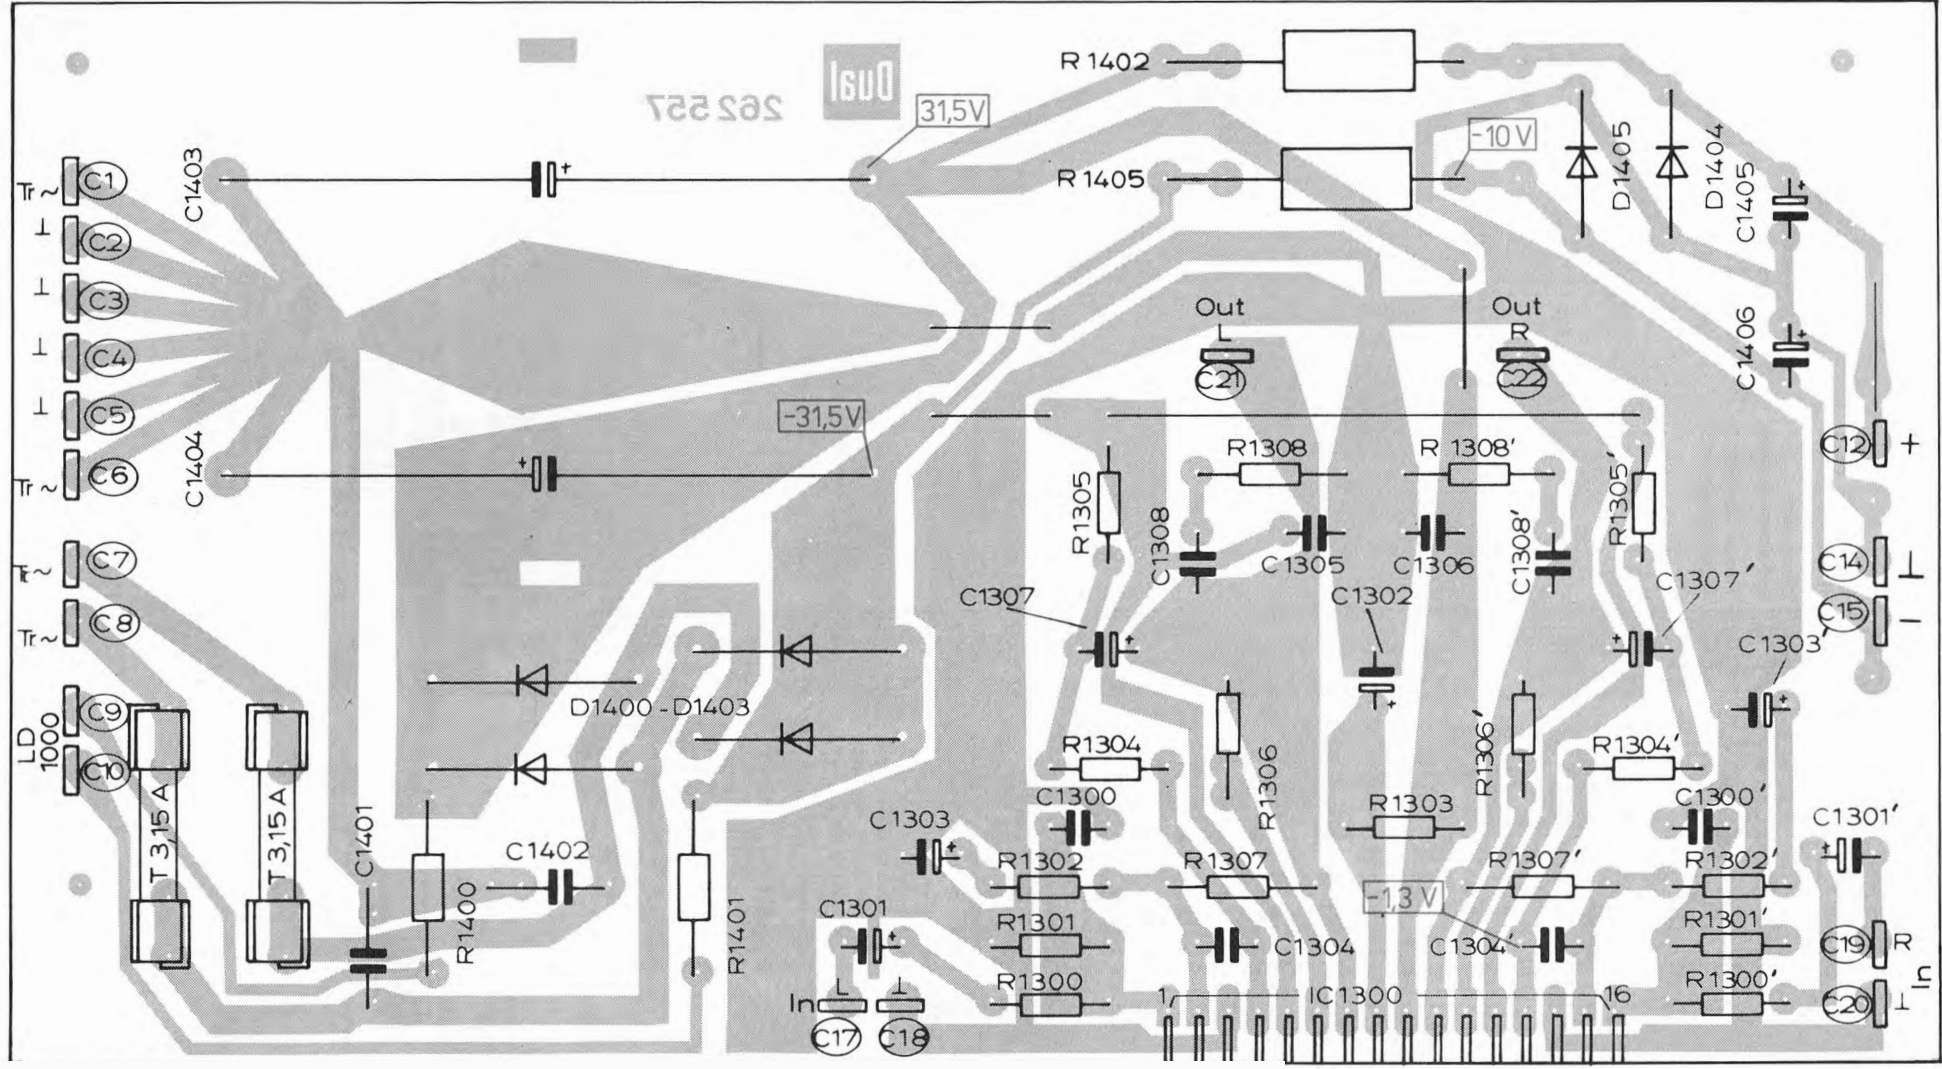 R 1402
Dual
262 557
31,5V
-10 V
D1405
D1404
C1405
Tr ~
C1
C1403
R 1405
⊥
C2
⊥
C3
Out
L
Out
R
C1406
⊥
C4
C21
C22
⊥
C5
-31,5V
C12
+
Tr ~
C6
C1404
R1308
R 1308'
R1305
R1305'
C1308
C1305
C1306
C1308'
Tr ~
C7
C14
⊥
C1307
C1302
C1307'
Tr ~
C8
C15
-
C1303'
LD
1000
C9
D1400 - D1403
C10
R1304
R1306
R1306'
R1304'
T 3,15 A
T 3,15 A
C1401
C1303
C1300
R1303
C1300'
C1301'
C1402
R1302
R1307
R1307'
R1302'
R1400
R1401
-1,3 V
C1301
R1301
C1304
C1304'
R1301'
C19
R
R1300
R1300'
In
L
⊥
1
IC1300
16
C20
⊥
In
C17
C18